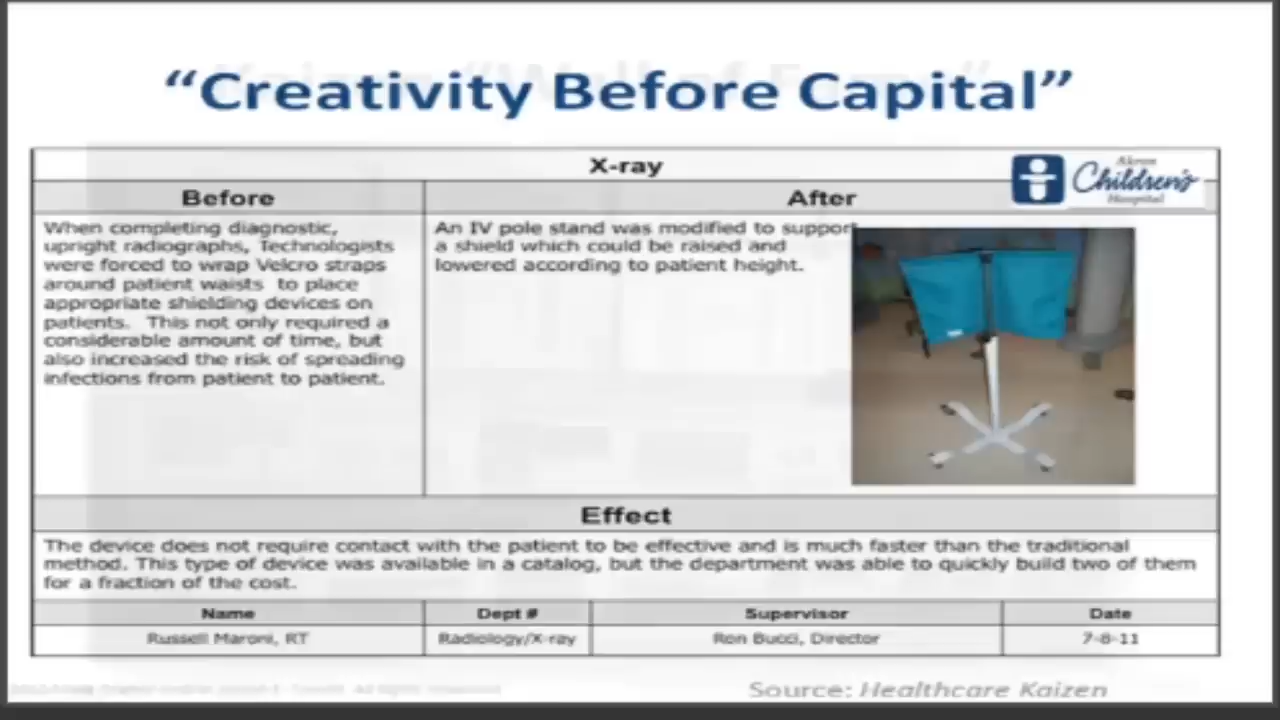 “Creativity Before Capital”
X-ray
Akron
Children's
Hospital
Before
After
When completing diagnostic,
upright radiographs, Technologists
were forced to wrap Velcro straps
around patient waists to place
appropriate shielding devices on
patients. This not only required a
considerable amount of time, but
also increased the risk of spreading
infections from patient to patient.
An IV pole stand was modified to support
a shield which could be raised and
lowered according to patient height.
Effect
The device does not require contact with the patient to be effective and is much faster than the traditional
method. This type of device was available in a catalog, but the department was able to quickly build two of them
for a fraction of the cost.
Name Dept # Supervisor Date
Russell Maroni, RT Radiology/X-ray Ron Bucci, Director 7-8-11
Source: Healthcare Kaizen